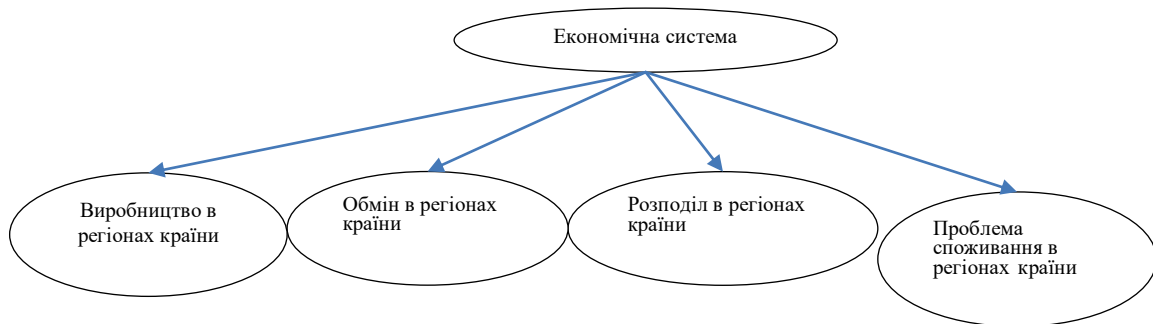 Економічна система
Виробництво в
регіонах країни
Обмін в регіонах
країни
Розподіл в регіонах
країни
Проблема
споживання в
регіонах країни